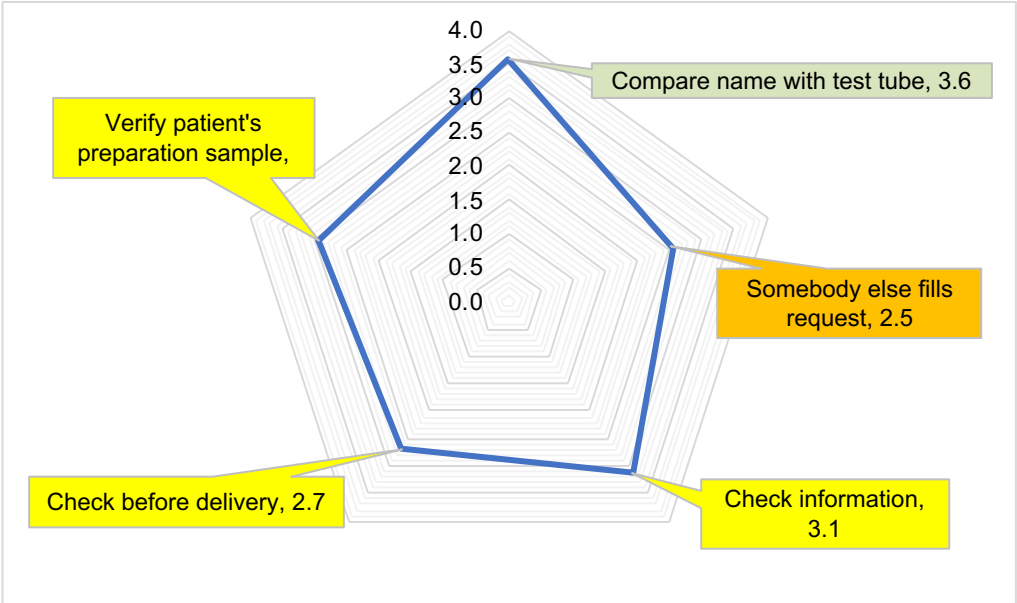 4.0
3.5
3.0
2.5
2.0
1.5
1.0
0.5
0.0
Compare name with test tube, 3.6
Somebody else fills
request, 2.5
Check information,
3.1
Check before delivery, 2.7
Verify patient's
preparation sample,